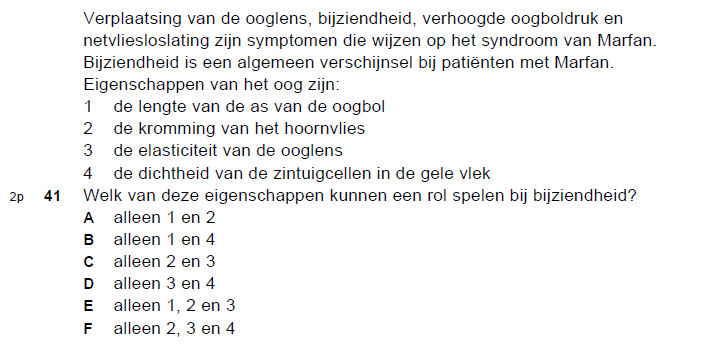 Verplaatsing van de ooglens, bijziendheid, verhoogde oogboldruk en
netvliesloslating zijn symptomen die wijzen op het syndroom van Marfan.
Bijziendheid is een algemeen verschijnsel bij patiënten met Marfan.
Eigenschappen van het oog zijn:
1 de lengte van de as van de oogbol
2 de kromming van het hoornvlies
3 de elasticiteit van de ooglens
4 de dichtheid van de zintuigcellen in de gele vlek
2p 41 Welk van deze eigenschappen kunnen een rol spelen bij bijziendheid?
A alleen 1 en 2
B alleen 1 en 4
C alleen 2 en 3
D alleen 3 en 4
E alleen 1, 2 en 3
F alleen 2, 3 en 4